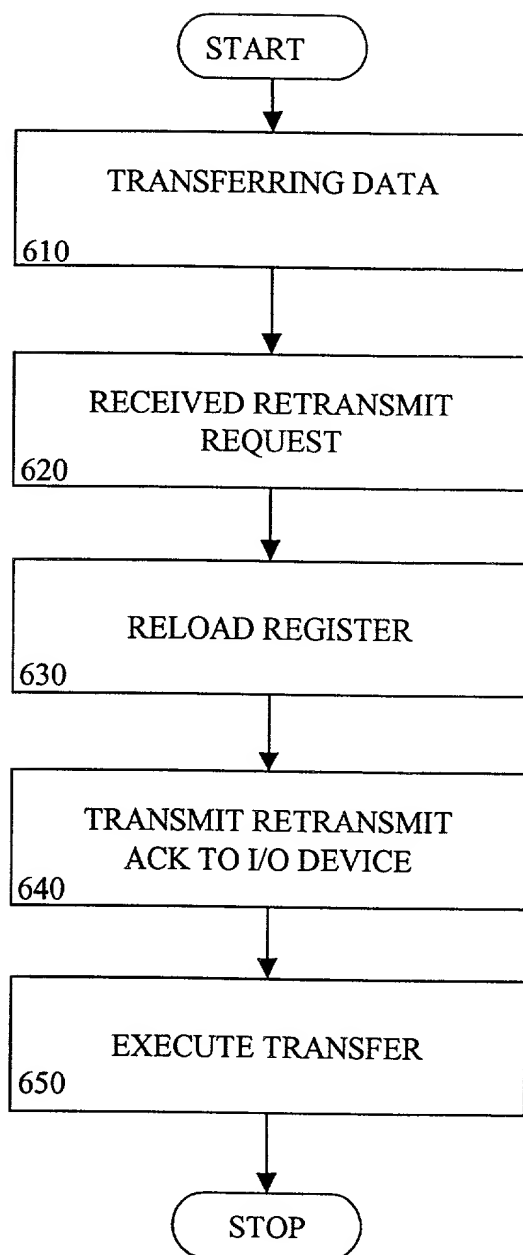 START
TRANSFERRING DATA
610
RECEIVED RETRANSMIT
REQUEST
620
RELOAD REGISTER
630
TRANSMIT RETRANSMIT
ACK TO I/O DEVICE
640
EXECUTE TRANSFER
650
STOP